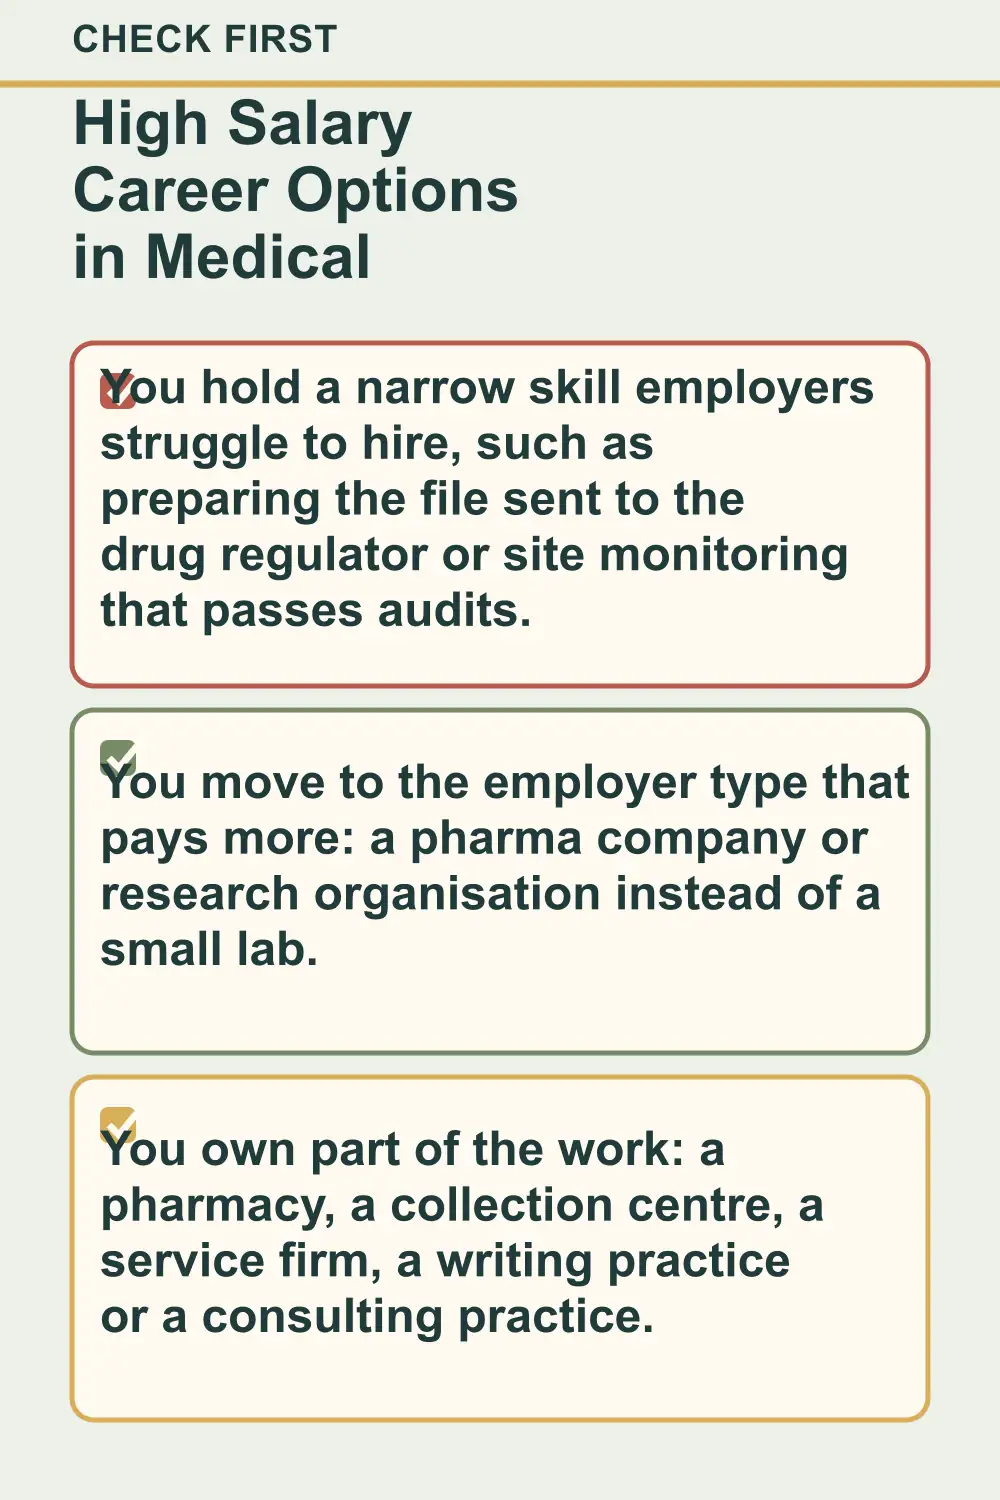 CHECK FIRST
High Salary
Career Options
in Medical
You hold a narrow skill employers
struggle to hire, such as
preparing the file sent to the
drug regulator or site monitoring
that passes audits.
You move to the employer type that
pays more: a pharma company or
research organisation instead of a
small lab.
You own part of the work: a
pharmacy, a collection centre, a
service firm, a writing practice
or a consulting practice.